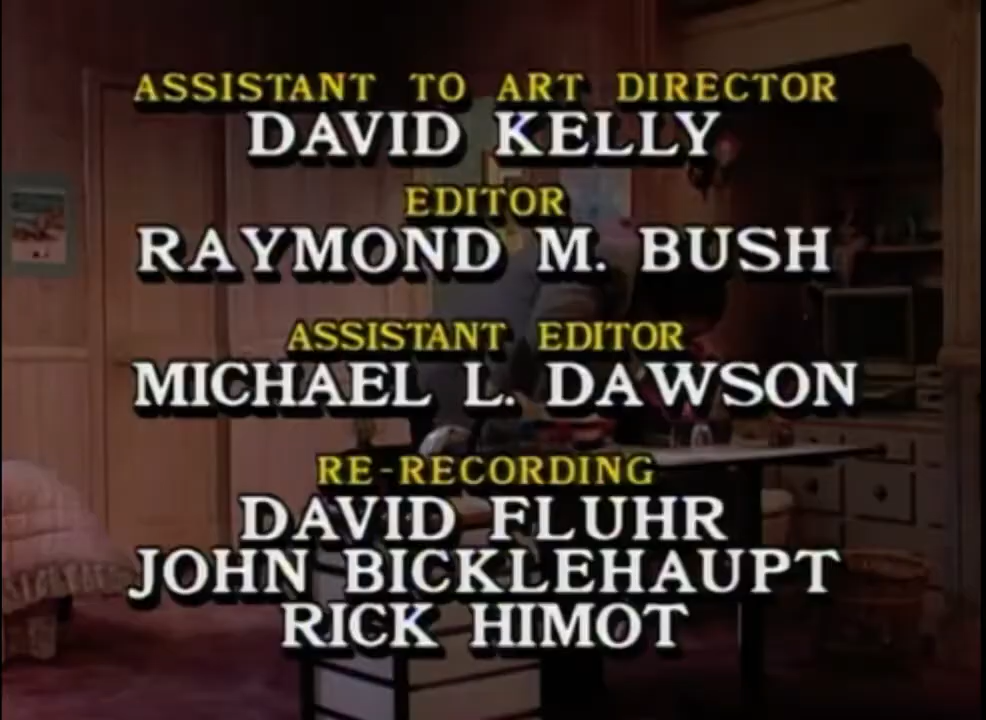 ASSISTANT TO ART DIRECTOR
DAVID KELLY
EDITOR
RAYMOND M. BUSH
ASSISTANT EDITOR
MICHAEL L. DAWSON
RE-RECORDING
DAVID FLUHR
JOHN BICKLEHAUPT
RICK HIMOT